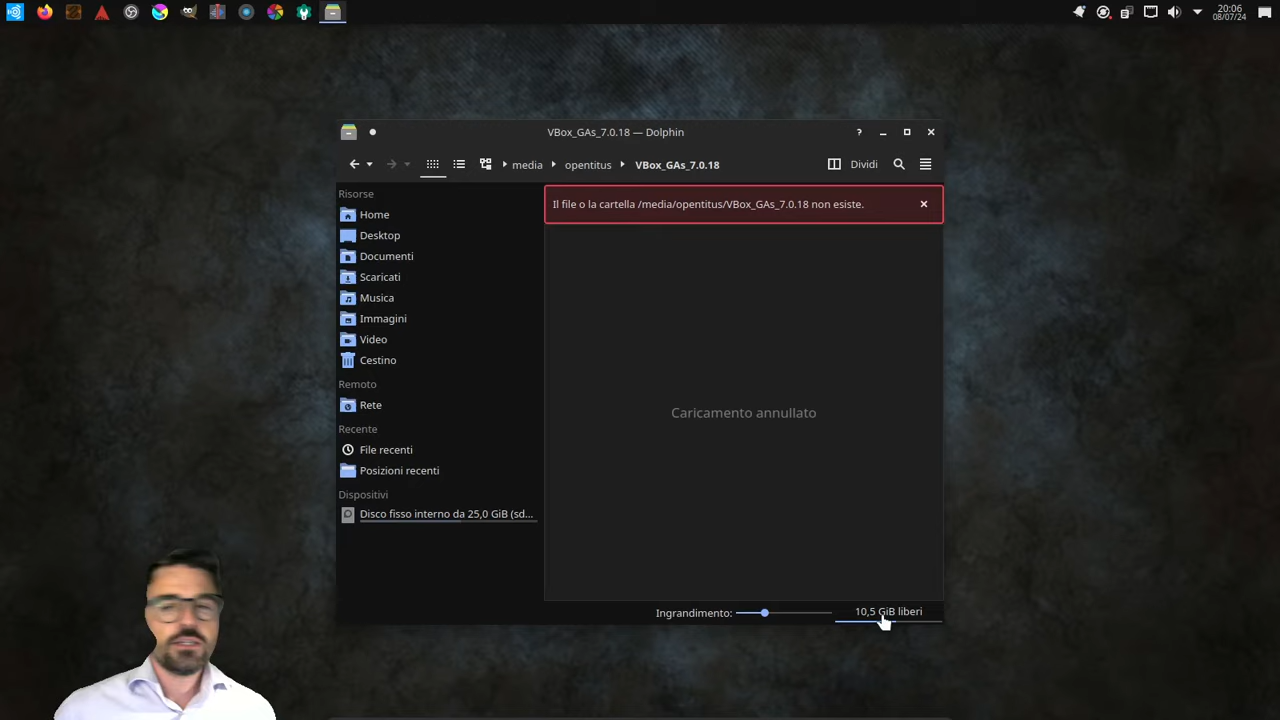 20:06
08/07/24
VBox_GAs_7.0.18 — Dolphin
media
opentitus
VBox_GAs_7.0.18
Dividi
Risorse
Home
Desktop
Documenti
Scaricati
Musica
Immagini
Video
Cestino
Remoto
Rete
Recente
File recenti
Posizioni recenti
Dispositivi
Disco fisso interno da 25,0 GiB (sd...
Il file o la cartella /media/opentitus/VBox_GAs_7.0.18 non esiste.
Caricamento annullato
Ingrandimento:
10,5 GiB liberi